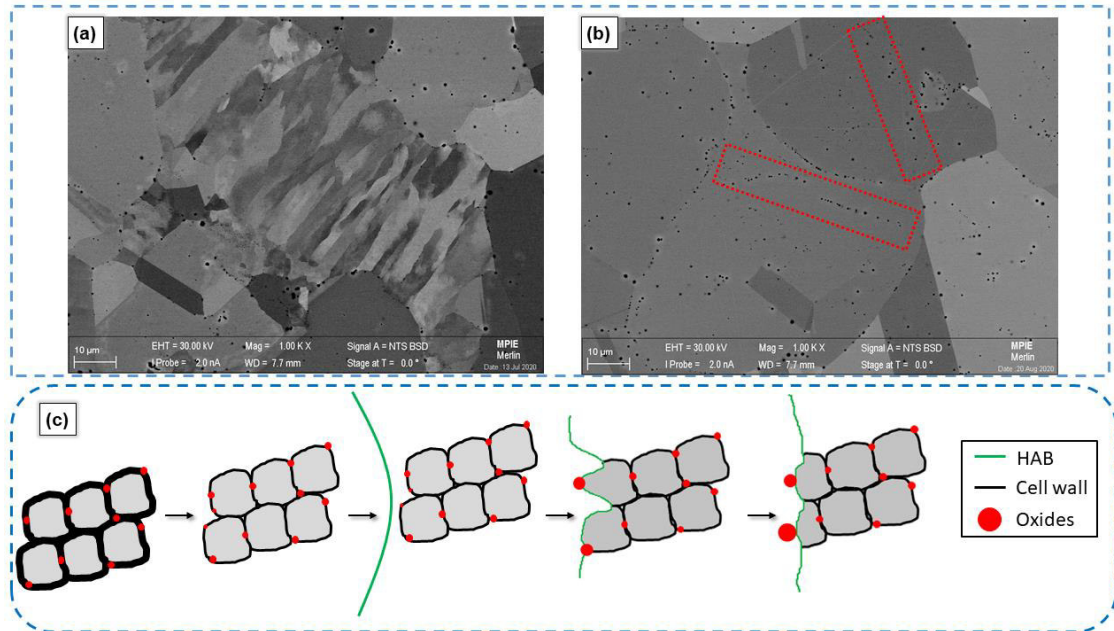 (a)
10 µm
EHT = 30.00 kV
I Probe = 2.0 nA
Mag = 1.00 K X
WD = 7.7 mm
Signal A = NTS BSD
Stage at T = 0.0 °
MPIE
Merlin
Date :13 Jul 2020
(b)
10 µm
EHT = 30.00 kV
I Probe = 2.0 nA
Mag = 1.00 K X
WD = 7.7 mm
Signal A = NTS BSD
Stage at T = 0.0 °
MPIE
Merlin
Date :20 Aug 2020
(c)
HAB
Cell wall
Oxides